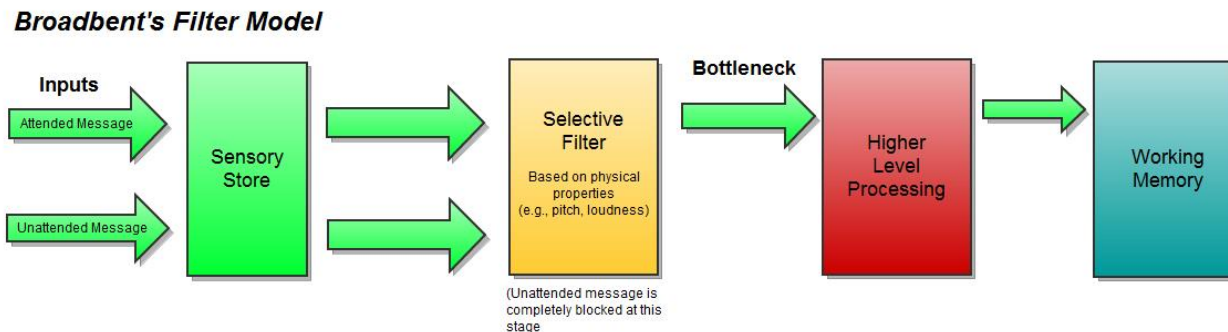 Broadbent's Filter Model
Inputs
Attended Message
Unattended Message
Sensory
Store
Selective
Filter
Based on physical
properties
(e.g., pitch, loudness)
(Unattended message is
completely blocked at this
stage
Bottleneck
Higher
Level
Processing
Working
Memory